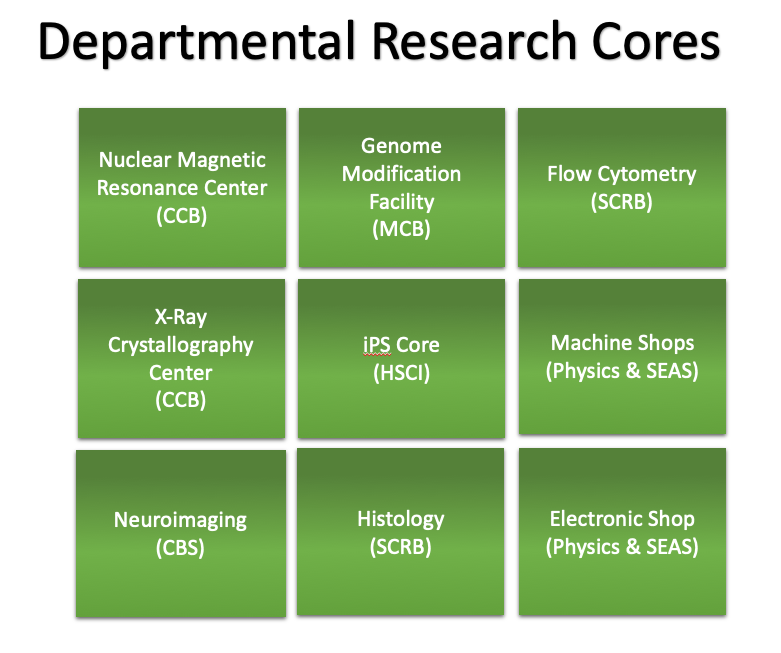 Departmental Research Cores
Nuclear Magnetic
Resonance Center
(CCB)
Genome
Modification
Facility
(MCB)
Flow Cytometry
(SCRB)
X-Ray
Crystallography
Center
(CCB)
iPS Core
(HSCI)
Machine Shops
(Physics & SEAS)
Neuroimaging
(CBS)
Histology
(SCRB)
Electronic Shop
(Physics & SEAS)